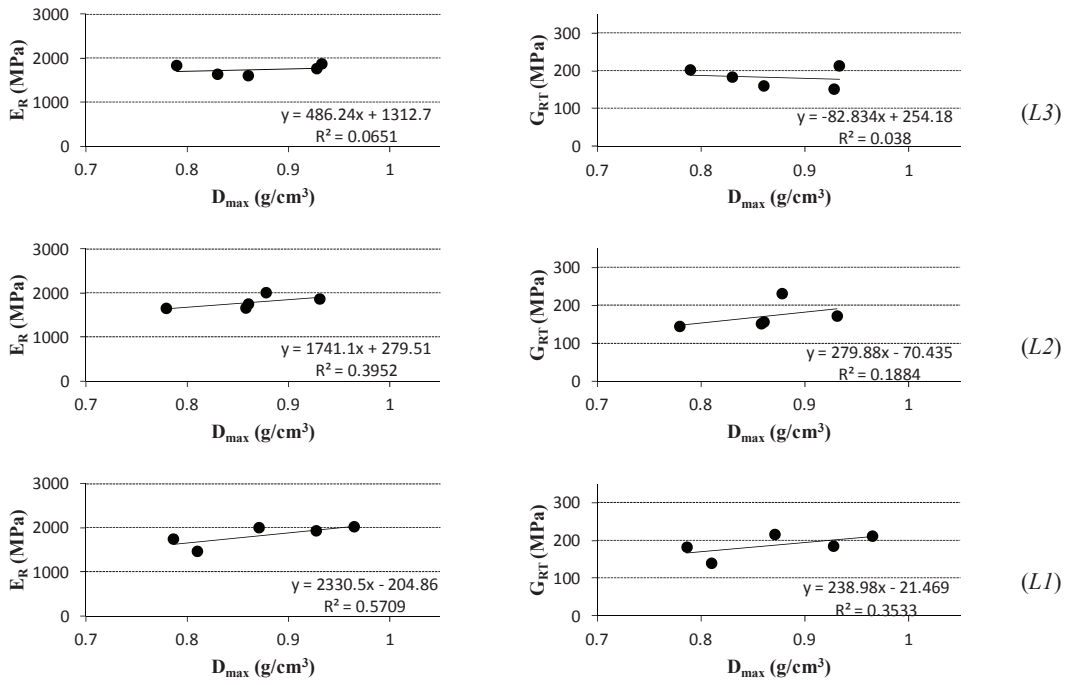 3000
2000
1000
0
E_R (MPa)
y = 486.24x + 1312.7
R² = 0.0651
0.7 0.8 0.9 1
D_max (g/cm³)
300
200
100
0
G_RT (MPa)
y = -82.834x + 254.18
R² = 0.038
0.7 0.8 0.9 1
D_max (g/cm³)
(L3)
3000
2000
1000
0
E_R (MPa)
y = 1741.1x + 279.51
R² = 0.3952
0.7 0.8 0.9 1
D_max (g/cm³)
300
200
100
0
G_RT (MPa)
y = 279.88x - 70.435
R² = 0.1884
0.7 0.8 0.9 1
D_max (g/cm³)
(L2)
3000
2000
1000
0
E_R (MPa)
y = 2330.5x - 204.86
R² = 0.5709
0.7 0.8 0.9 1
D_max (g/cm³)
300
200
100
0
G_RT (MPa)
y = 238.98x - 21.469
R² = 0.3533
0.7 0.8 0.9 1
D_max (g/cm³)
(L1)